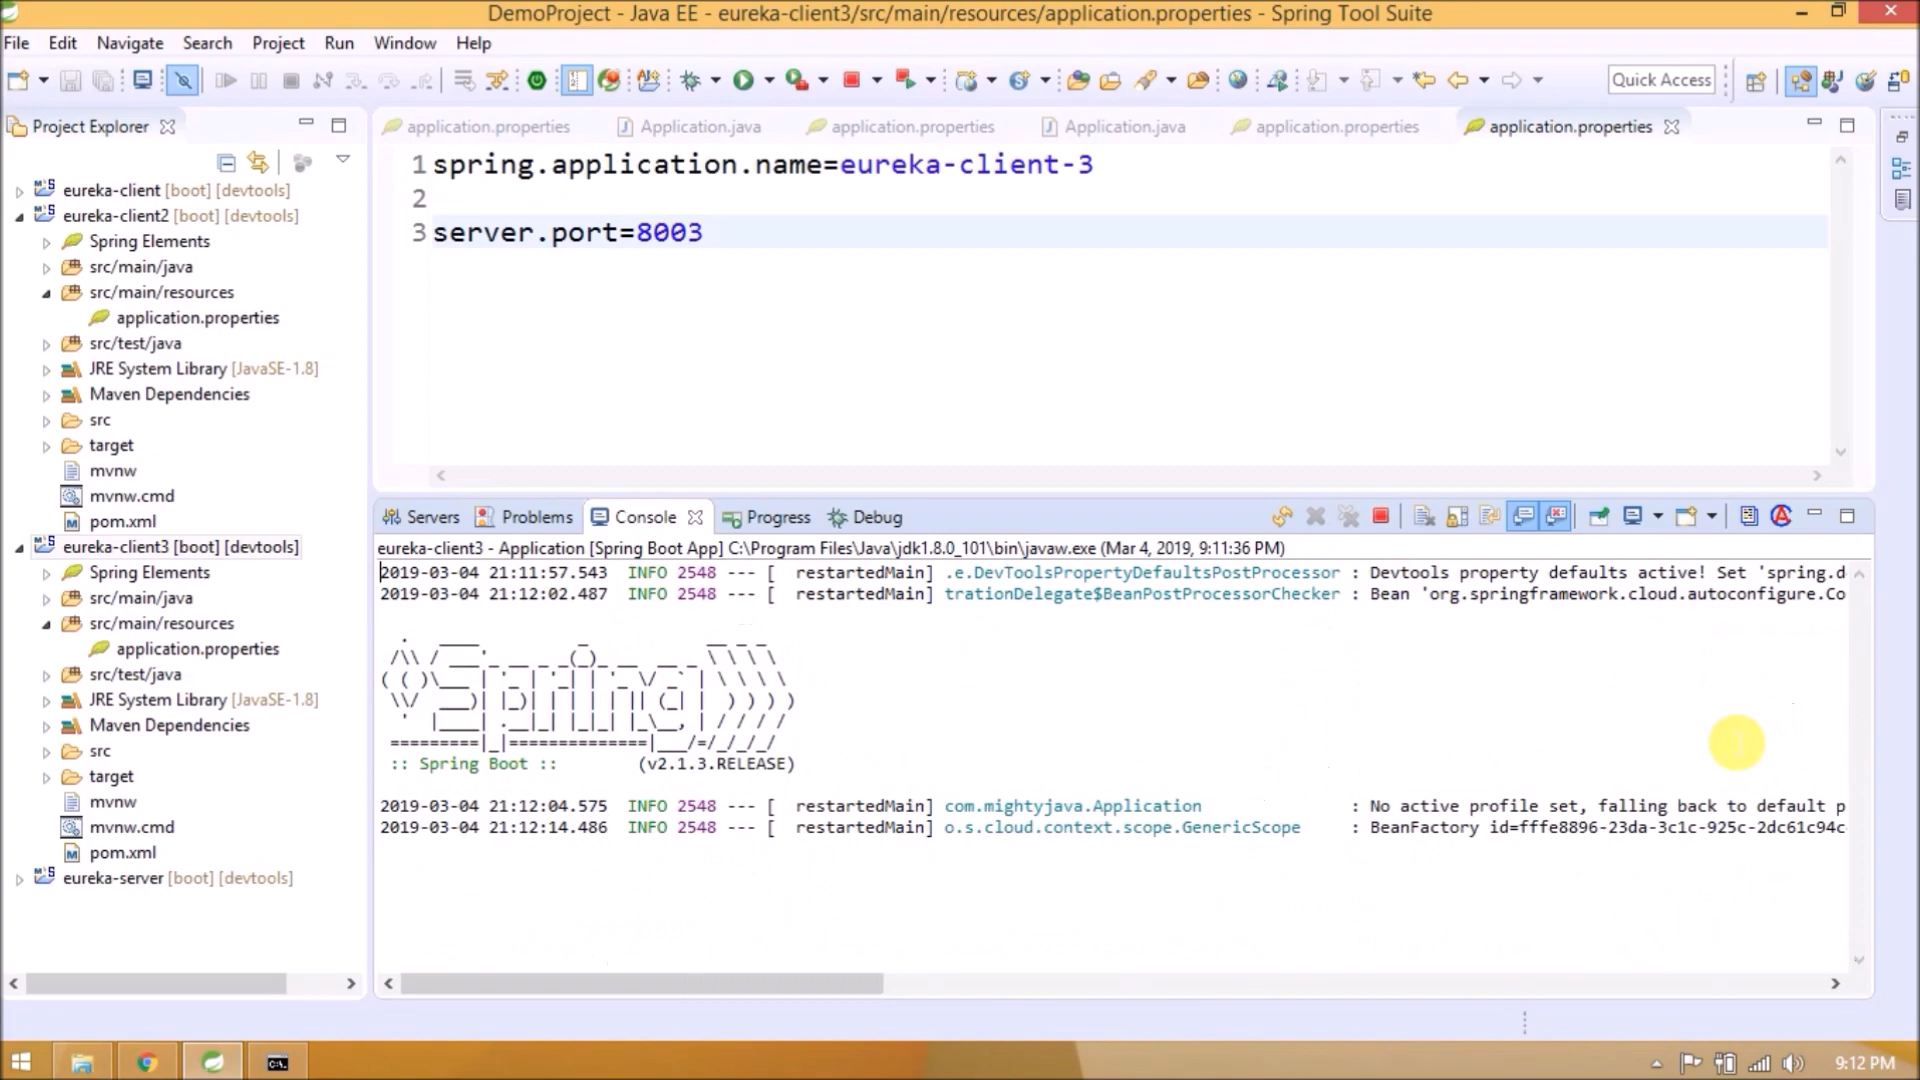 DemoProject - Java EE - eureka-client3/src/main/resources/application.properties - Spring Tool Suite
File Edit Navigate Search Project Run Window Help
Quick Access
Project Explorer
application.properties Application.java application.properties Application.java application.properties application.properties
1 spring.application.name=eureka-client-3
2
3 server.port=8003
eureka-client [boot] [devtools]
eureka-client2 [boot] [devtools]
Spring Elements
src/main/java
src/main/resources
application.properties
src/test/java
JRE System Library [JavaSE-1.8]
Maven Dependencies
src
target
mvnw
mvnw.cmd
pom.xml
eureka-client3 [boot] [devtools]
Spring Elements
src/main/java
src/main/resources
application.properties
src/test/java
JRE System Library [JavaSE-1.8]
Maven Dependencies
src
target
mvnw
mvnw.cmd
pom.xml
eureka-server [boot] [devtools]
Servers Problems Console Progress Debug
eureka-client3 - Application [Spring Boot App] C:\Program Files\Java\jdk1.8.0_101\bin\javaw.exe (Mar 4, 2019, 9:11:36 PM)
2019-03-04 21:11:57.543 INFO 2548 --- [ restartedMain] .e.DevToolsPropertyDefaultsPostProcessor : Devtools property defaults active! Set 'spring.d
2019-03-04 21:12:02.487 INFO 2548 --- [ restartedMain] trationDelegate$BeanPostProcessorChecker : Bean 'org.springframework.cloud.autoconfigure.Co
Spring
:: Spring Boot :: (v2.1.3.RELEASE)
2019-03-04 21:12:04.575 INFO 2548 --- [ restartedMain] com.mightyjava.Application : No active profile set, falling back to default p
2019-03-04 21:12:14.486 INFO 2548 --- [ restartedMain] o.s.cloud.context.scope.GenericScope : BeanFactory id=fffe8896-23da-3c1c-925c-2dc61c94c
9:12 PM